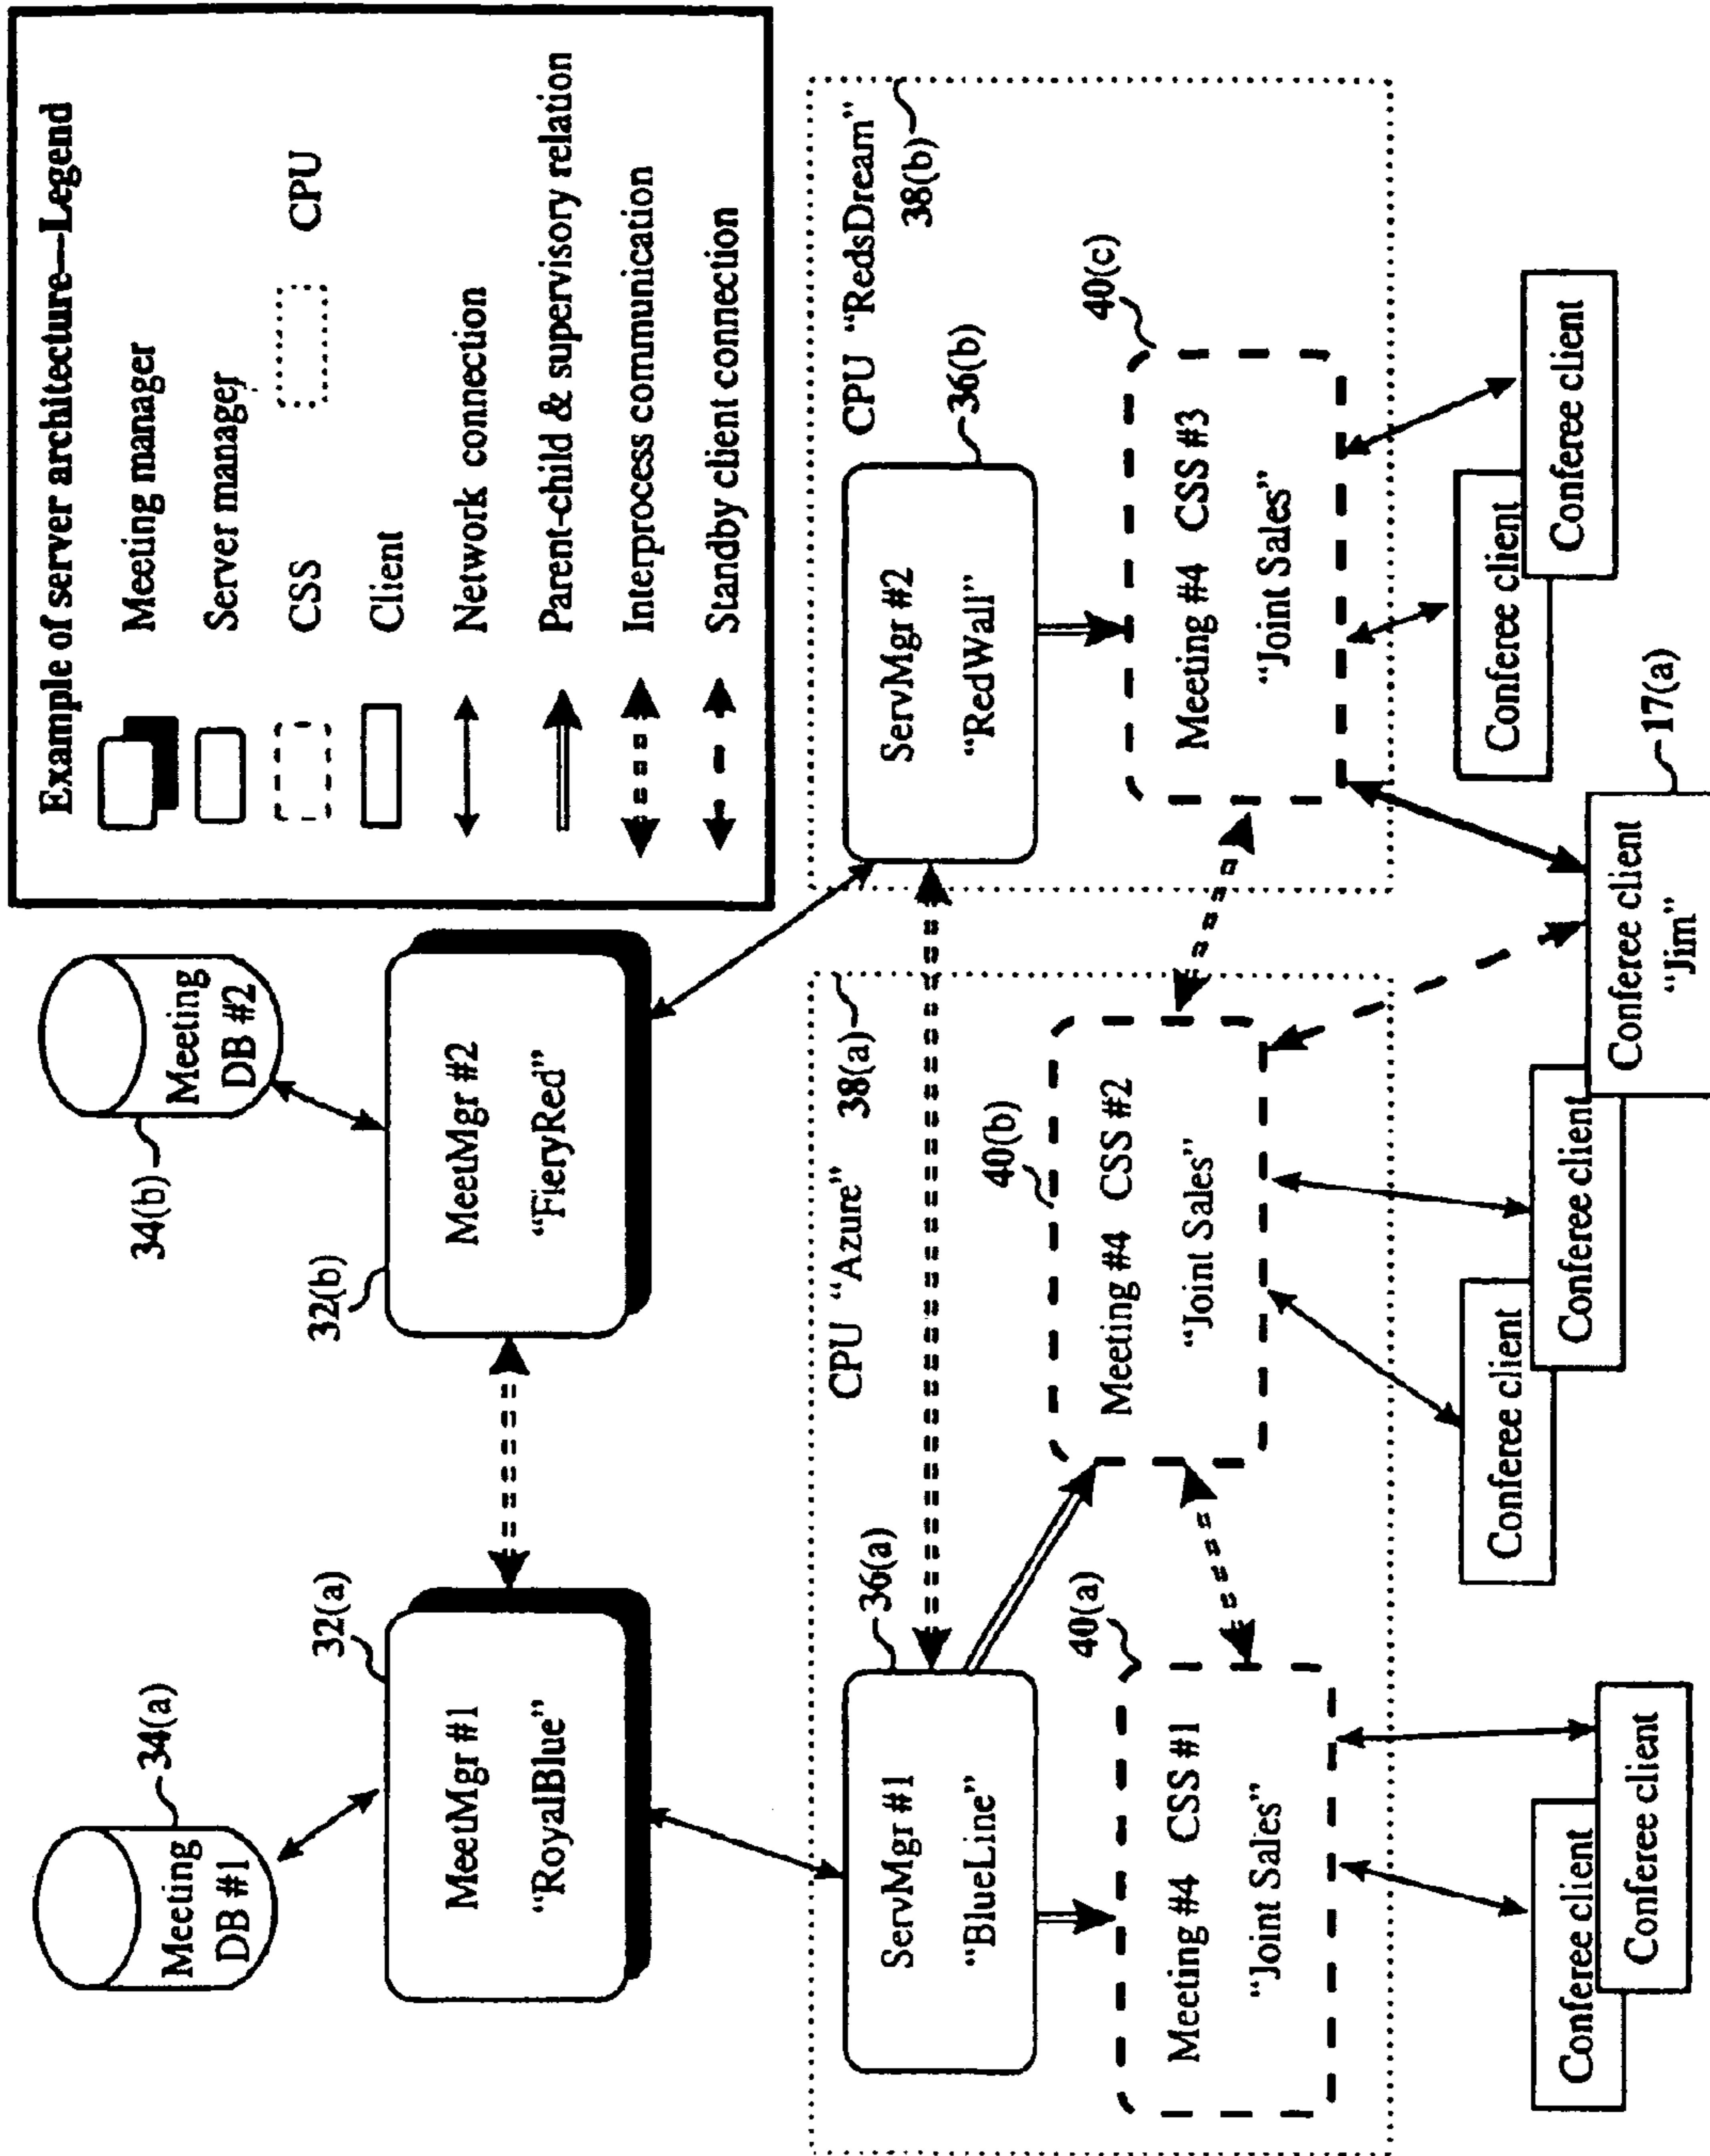 Example of server architecture—Legend
Meeting manager
Server manager
CSS
CPU
Client
Network connection
Parent-child & supervisory relation
Interprocess communication
Standby client connection
34(a)
Meeting
DB #1
34(b)
Meeting
DB #2
32(a)
MeetMgr #1
"RoyalBlue"
32(b)
MeetMgr #2
"FieryRed"
CPU "Azure"
38(a)
CPU "RedsDream"
38(b)
36(a)
ServMgr #1
"BlueLine"
36(b)
ServMgr #2
"RedWall"
40(a)
Meeting #4 CSS #1
"Joint Sales"
40(b)
Meeting #4 CSS #2
"Joint Sales"
40(c)
Meeting #4 CSS #3
"Joint Sales"
Conferee client
Conferee client
Conferee client
Conferee client
Conferee client
"Jim"
17(a)
Conferee client
Conferee client